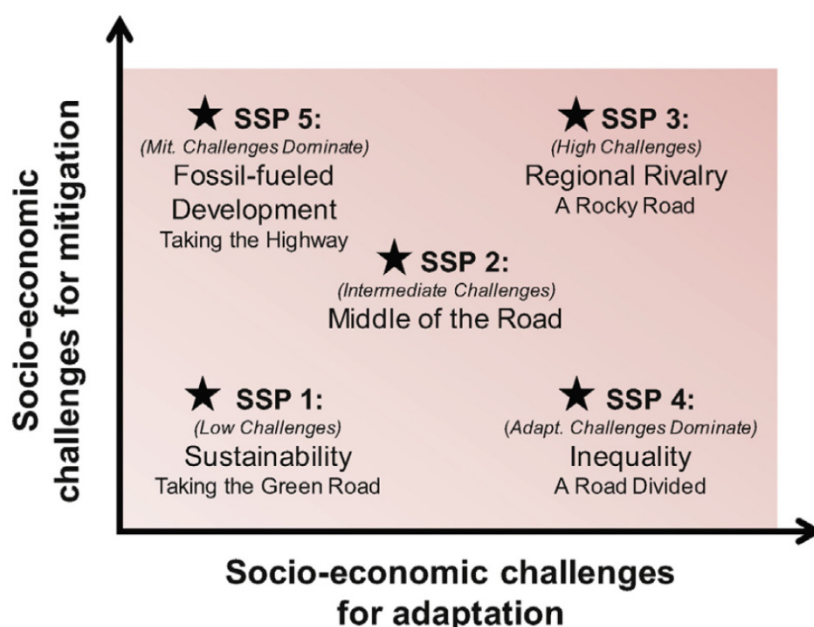 Socio-economic
challenges for mitigation
SSP 5:
(Mit. Challenges Dominate)
Fossil-fueled
Development
Taking the Highway
SSP 3:
(High Challenges)
Regional Rivalry
A Rocky Road
SSP 2:
(Intermediate Challenges)
Middle of the Road
SSP 1:
(Low Challenges)
Sustainability
Taking the Green Road
SSP 4:
(Adapt. Challenges Dominate)
Inequality
A Road Divided
Socio-economic challenges
for adaptation